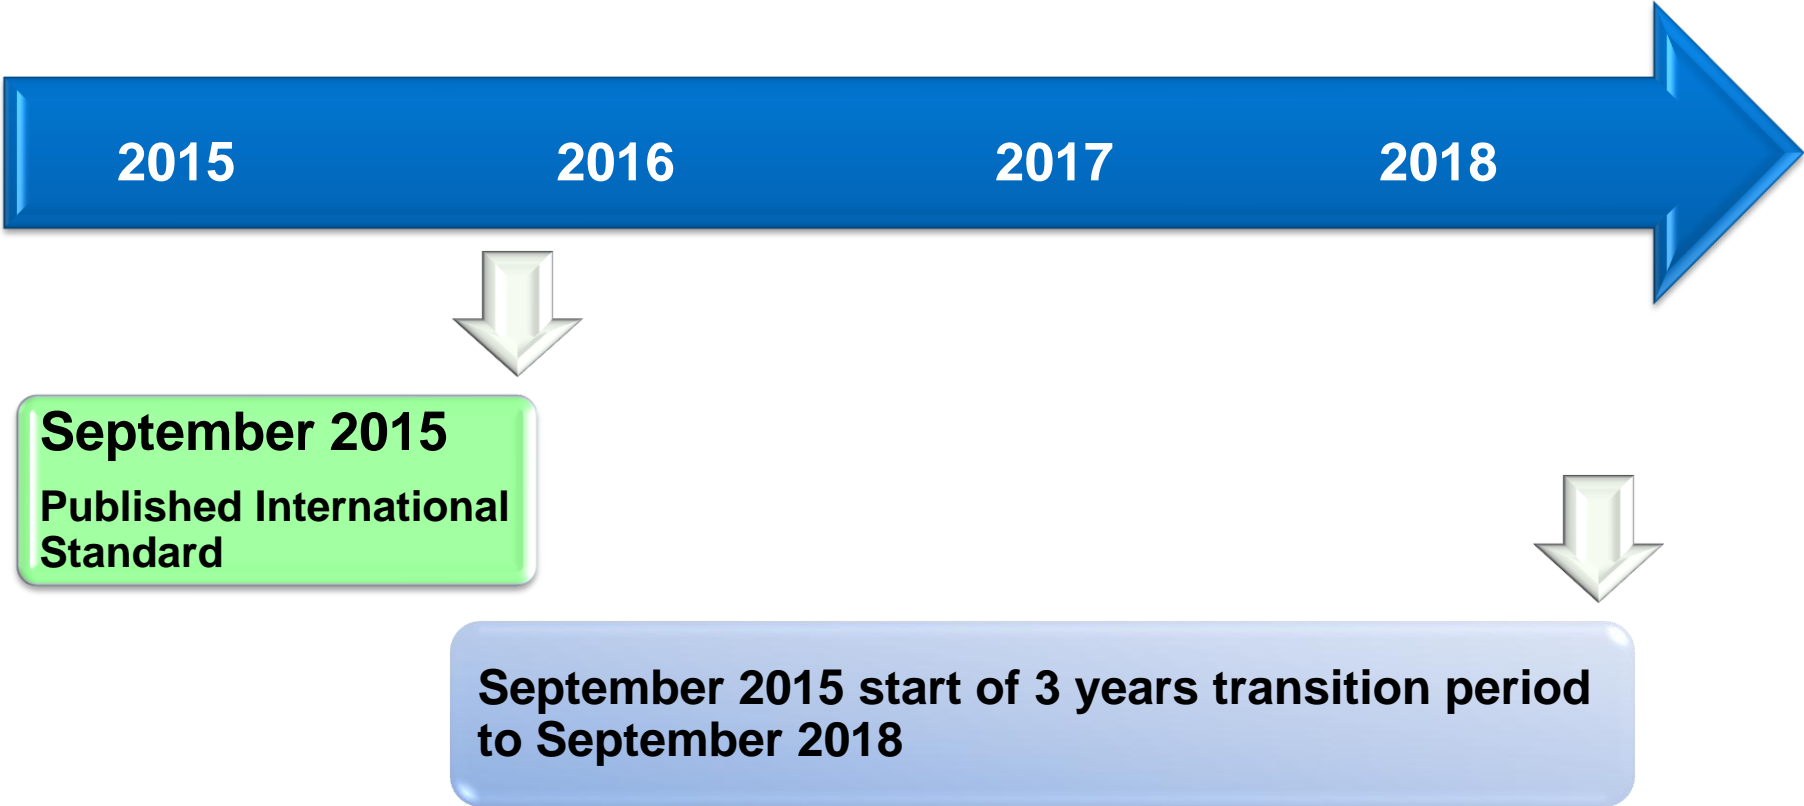 2015 2016 2017 2018
September 2015
Published International
Standard
September 2015 start of 3 years transition period
to September 2018